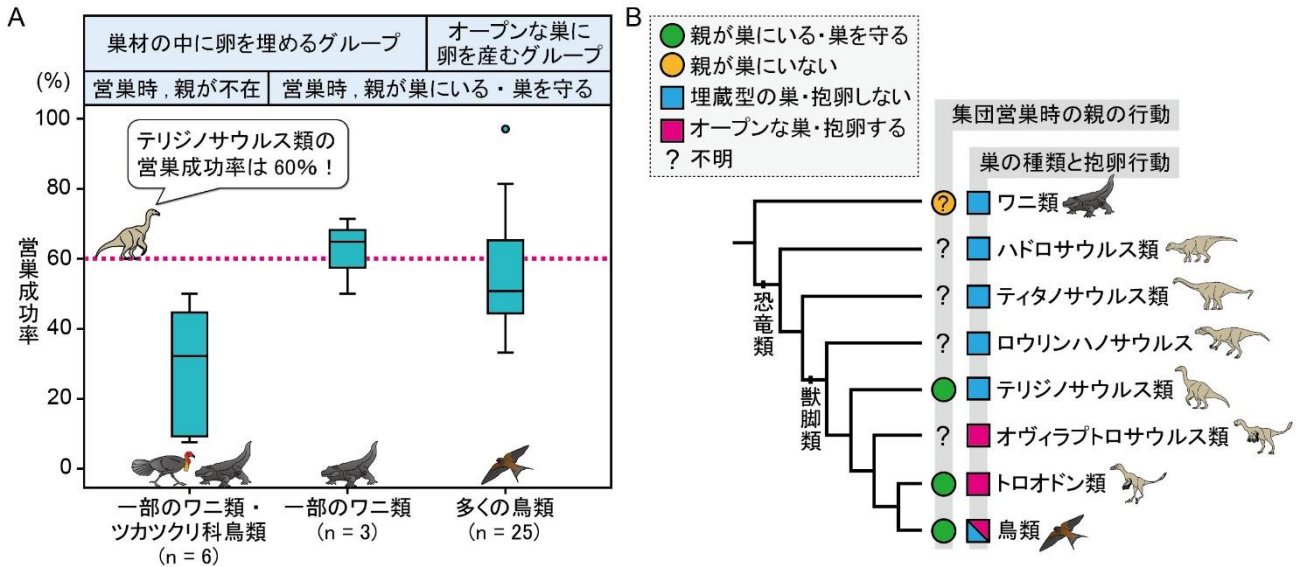 A
巣材の中に卵を埋めるグループ
オープンな巣に
卵を産むグループ
(%)
営巣時，親が不在
営巣時，親が巣にいる・巣を守る
100
80
60
40
20
0
営巣成功率
テリジノサウルス類の
営巣成功率は 60%！
一部のワニ類・
ツカツクリ科鳥類
(n = 6)
一部のワニ類
(n = 3)
多くの鳥類
(n = 25)
B
親が巣にいる・巣を守る
親が巣にいない
埋蔵型の巣・抱卵しない
オープンな巣・抱卵する
? 不明
集団営巣時の親の行動
巣の種類と抱卵行動
? ワニ類
? ハドロサウルス類
? ティタノサウルス類
? ロウリンハノサウルス
テリジノサウルス類
? オヴィラプトロサウルス類
トロオドン類
鳥類
恐竜類
獣脚類